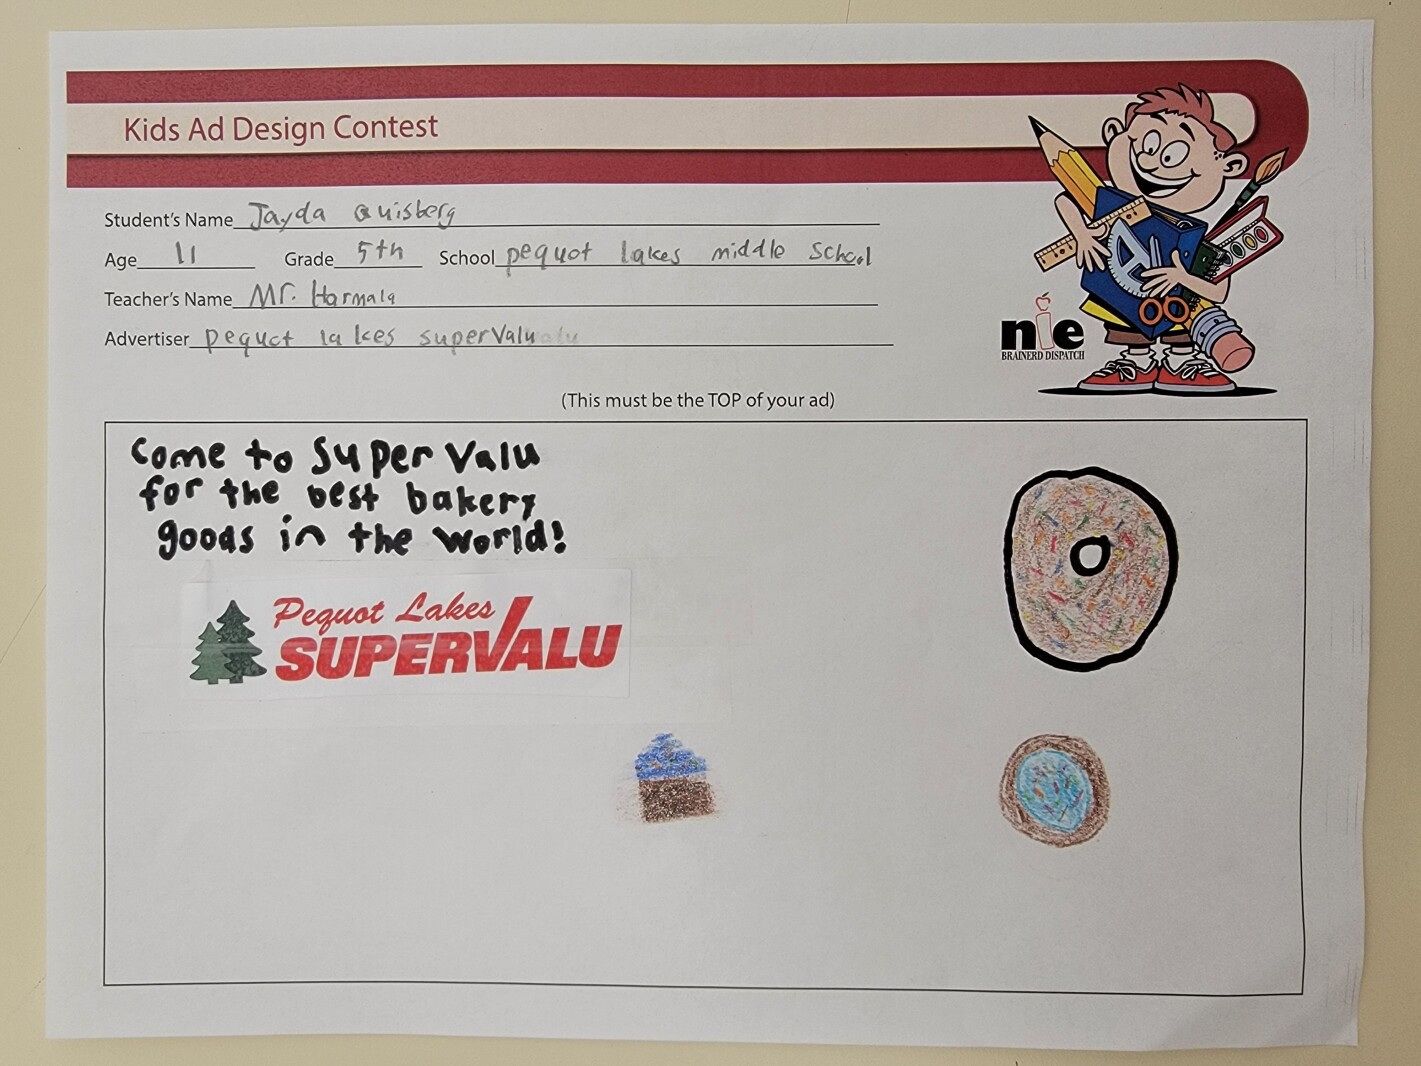 Kids Ad Design Contest
Student's Name Jayda Quisberg
Age 11 Grade 5th School pequot lakes middle School
Teacher's Name Mr. Harmala
Advertiser pequot lakes supervalu
nie
BRAINERD DISPATCH
(This must be the TOP of your ad)
Come to Super Valu
for the best bakery
goods in the world!
Pequot Lakes
SUPERVALU